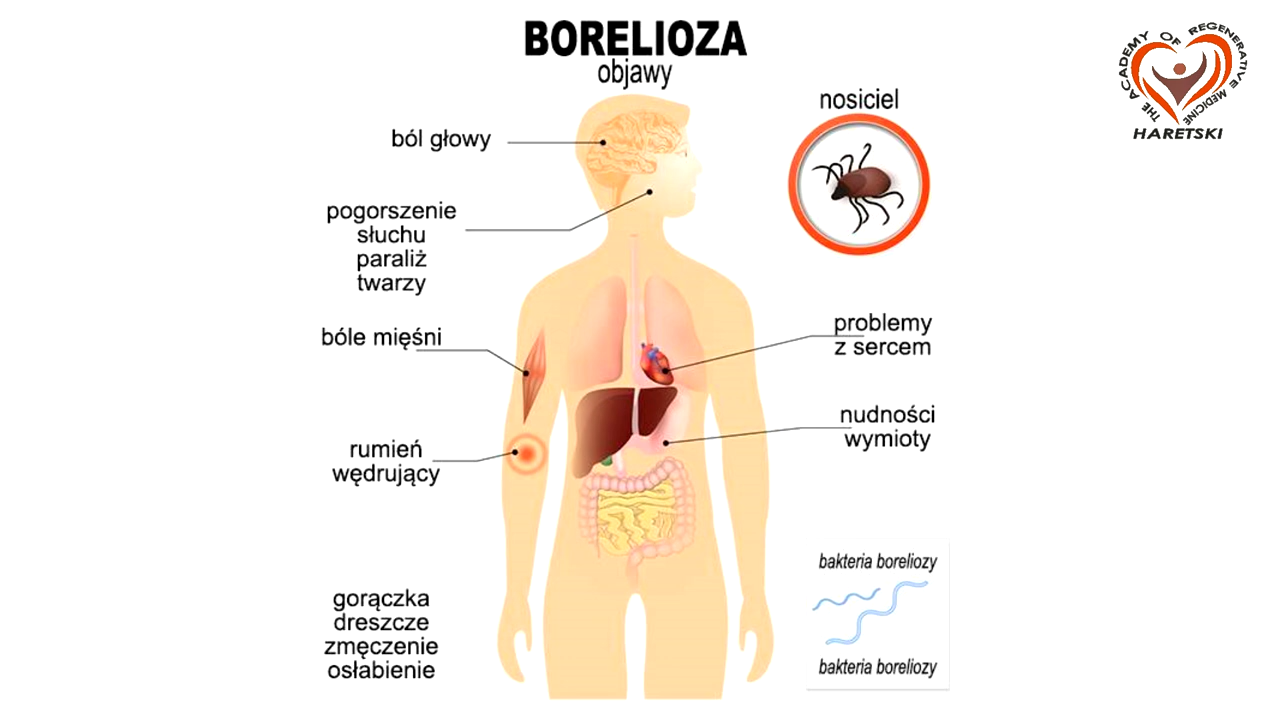 BORELIOZA
objawy
ból głowy
pogorszenie
słuchu
paraliż
twarzy
bóle mięśni
rumień
wędrujący
gorączka
dreszcze
zmęczenie
osłabienie
nosiciel
problemy
z sercem
nudności
wymioty
bakteria boreliozy
bakteria boreliozy
THE ACADEMY OF REGENERATIVE MEDICINE
HARETSKI